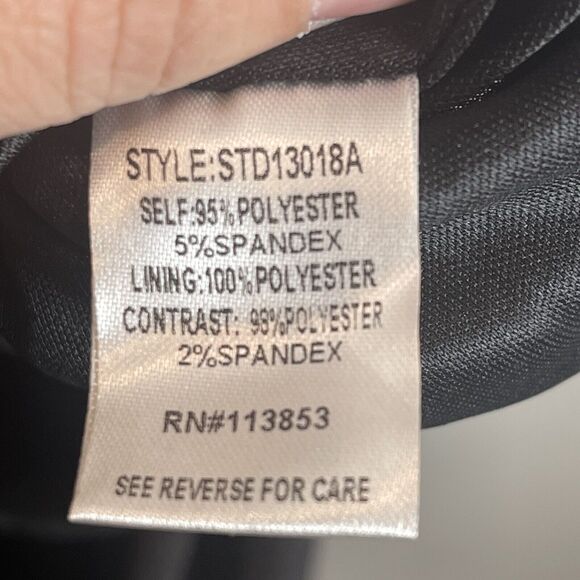 STYLE:STD13018A
SELF:95%POLYESTER
5%SPANDEX
LINING:100%POLYESTER
CONTRAST: 98%POLYESTER
2%SPANDEX
RN#113853
SEE REVERSE FOR CARE